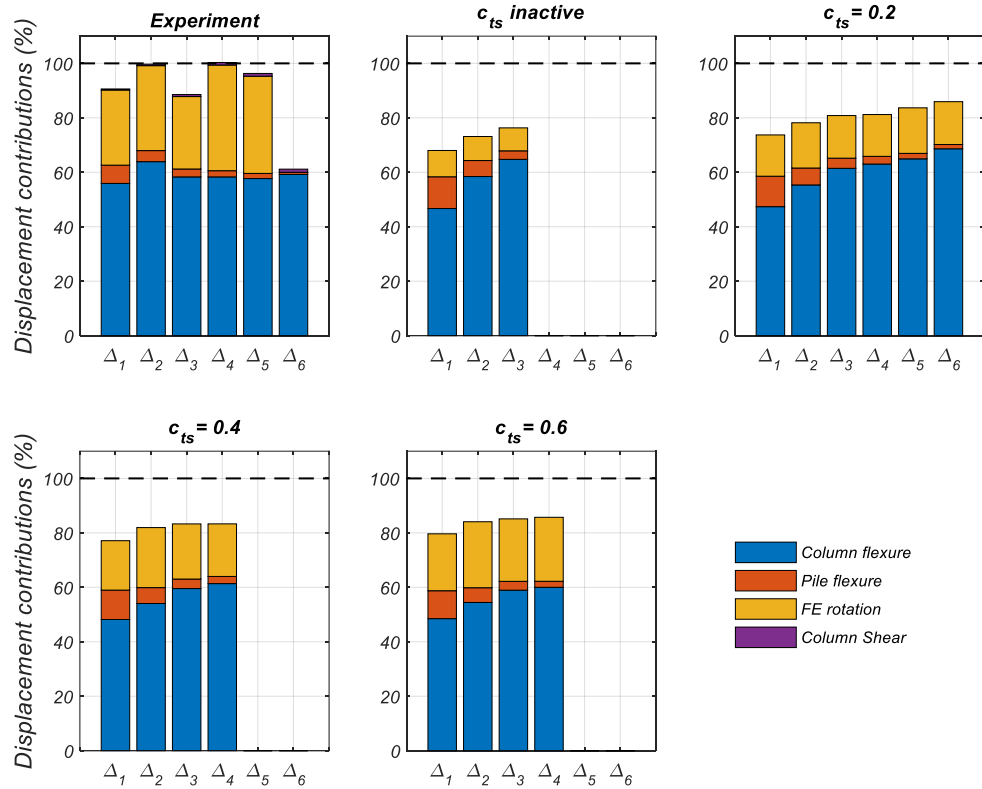 Experiment
Displacement contributions (%)
100
80
60
40
20
0
Δ1 Δ2 Δ3 Δ4 Δ5 Δ6
cts inactive
100
80
60
40
20
0
Δ1 Δ2 Δ3 Δ4 Δ5 Δ6
cts = 0.2
100
80
60
40
20
0
Δ1 Δ2 Δ3 Δ4 Δ5 Δ6
cts = 0.4
Displacement contributions (%)
100
80
60
40
20
0
Δ1 Δ2 Δ3 Δ4 Δ5 Δ6
cts = 0.6
100
80
60
40
20
0
Δ1 Δ2 Δ3 Δ4 Δ5 Δ6
Column flexure
Pile flexure
FE rotation
Column Shear